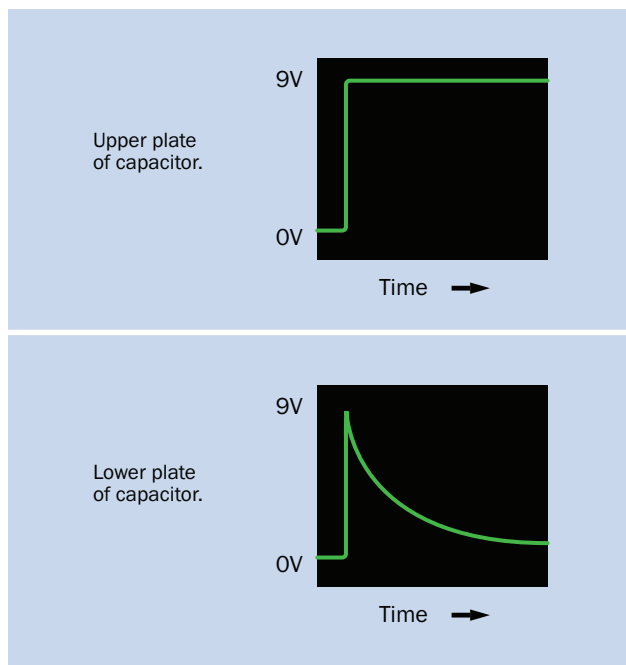 9V
Upper plate
of capacitor.
0V
Time
9V
Lower plate
of capacitor.
0V
Time